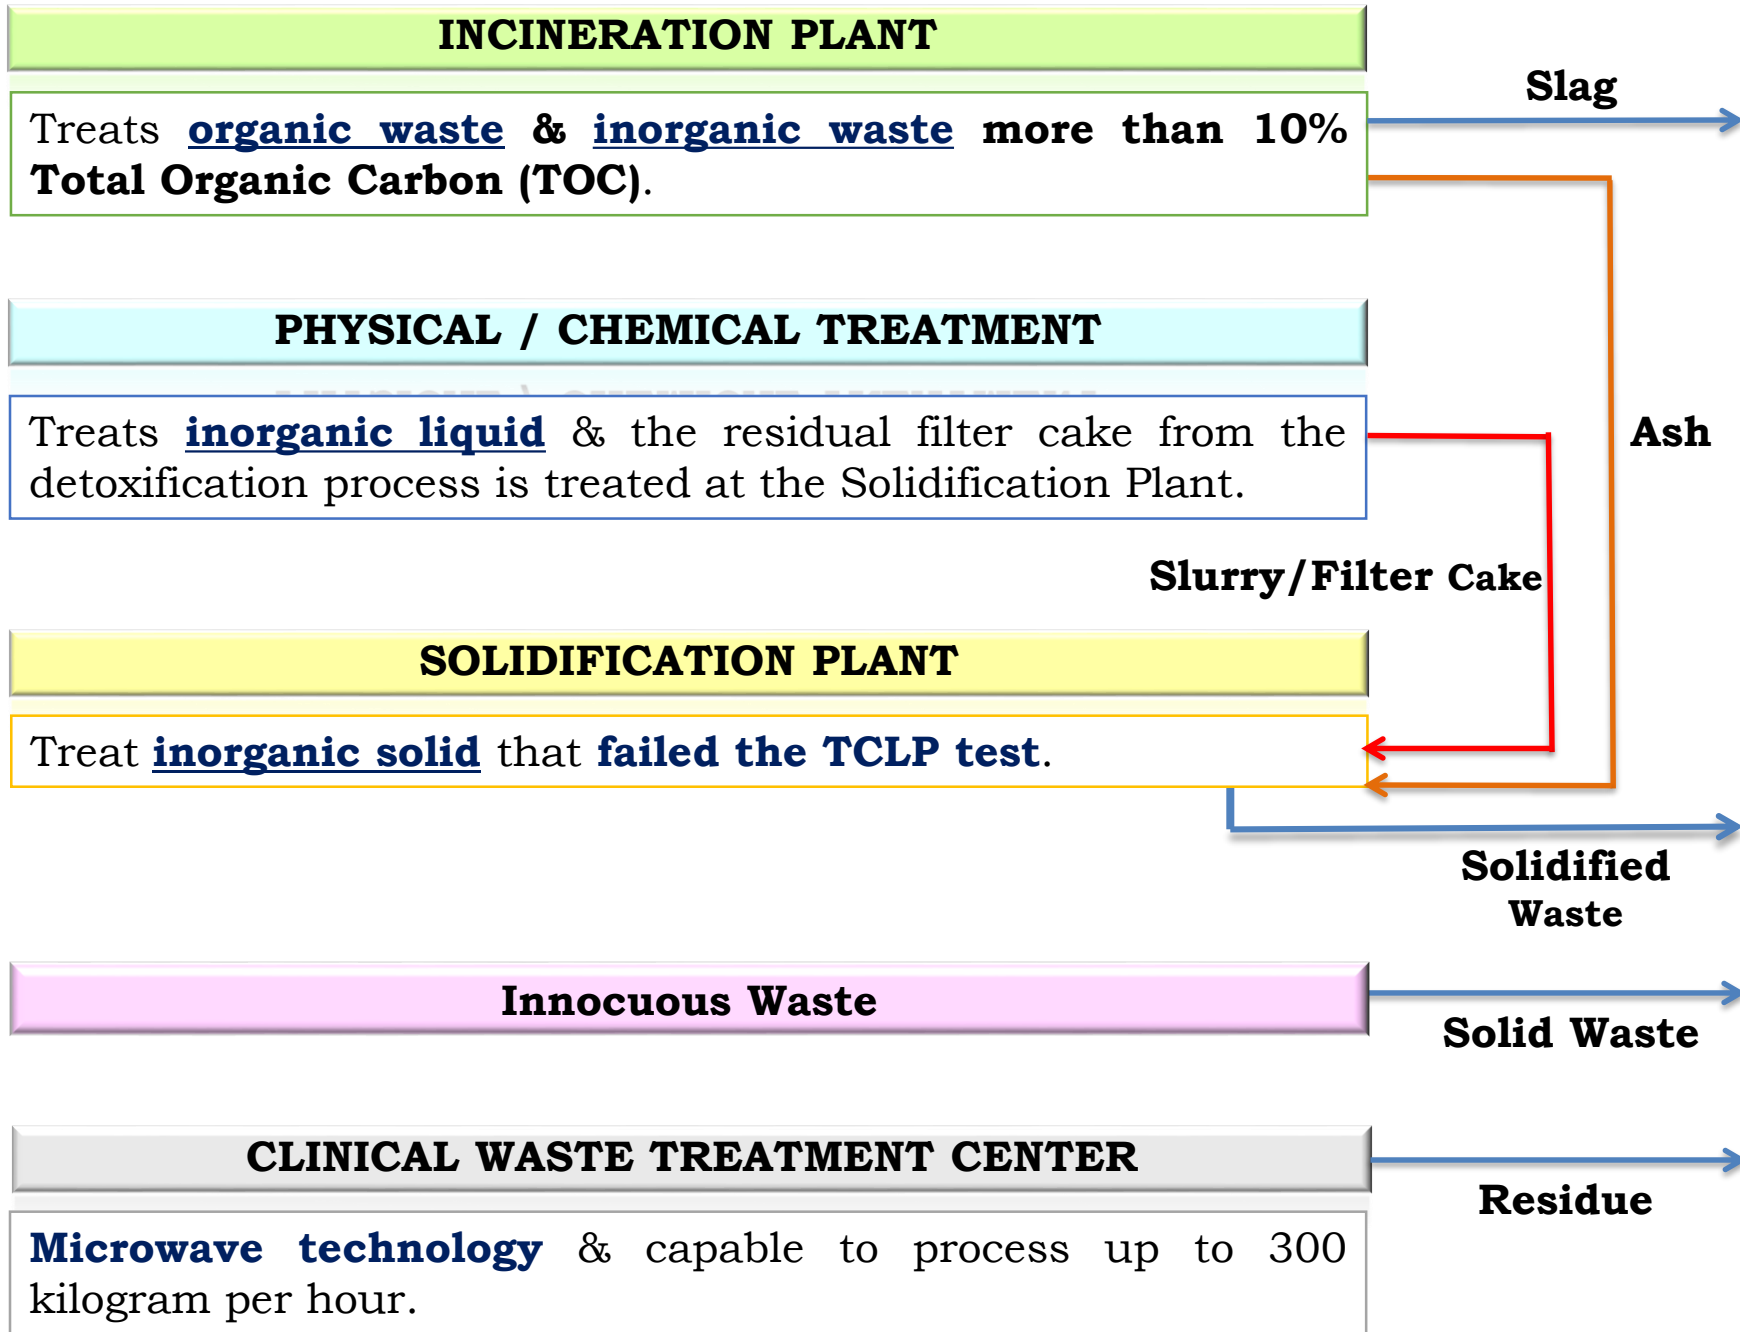 INCINERATION PLANT
Slag
Treats organic waste & inorganic waste more than 10%
Total Organic Carbon (TOC).
PHYSICAL / CHEMICAL TREATMENT
Treats inorganic liquid & the residual filter cake from the
detoxification process is treated at the Solidification Plant.
Ash
Slurry/Filter Cake
SOLIDIFICATION PLANT
Treat inorganic solid that failed the TCLP test.
Solidified
Waste
Innocuous Waste
Solid Waste
CLINICAL WASTE TREATMENT CENTER
Residue
Microwave technology & capable to process up to 300
kilogram per hour.